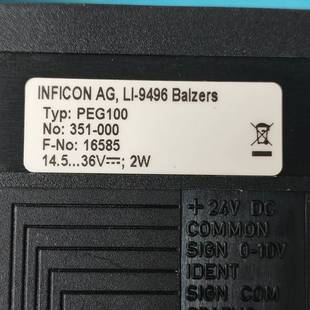 INFICON AG, LI-9496 Balzers
Typ: PEG100
No: 351-000
F-No: 16585
14.5...36V⎓; 2W
+ 24V DC
COMMON
SIGN 0-10V
IDENT
SIGN COM
STATUS